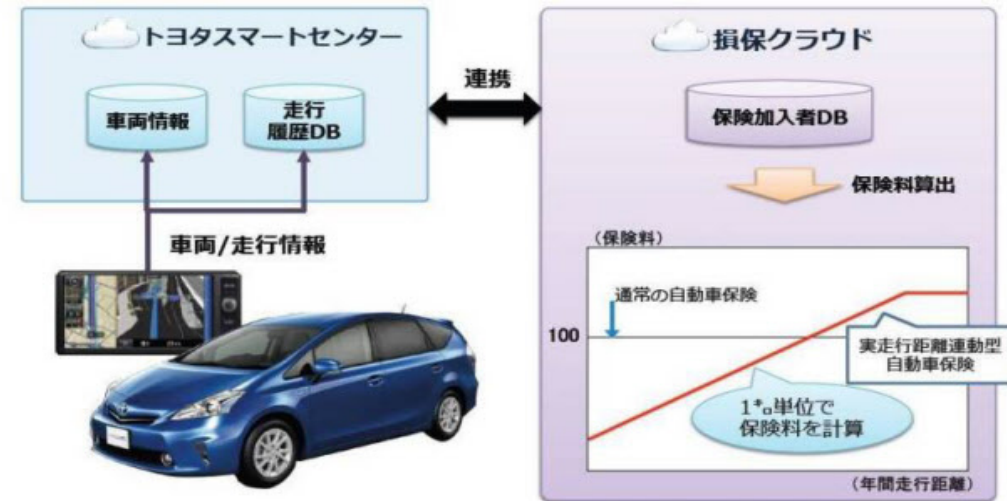 トヨタスマートセンター
車両情報
走行
履歴DB
車両/走行情報
連携
損保クラウド
保険加入者DB
保険料算出
（保険料）
通常の自動車保険
100
実走行距離連動型
自動車保険
1㌔単位で
保険料を計算
（年間走行距離）